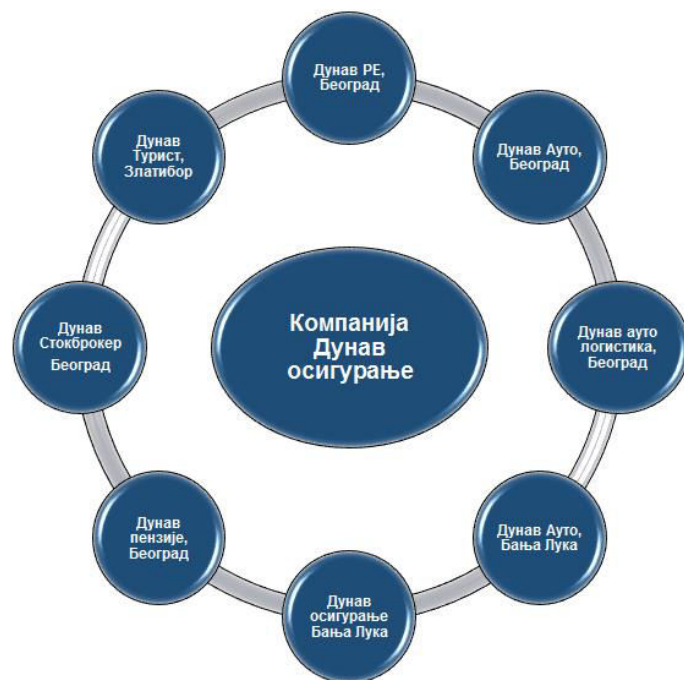 Дунав РЕ,
Београд
Дунав Ауто,
Београд
Дунав ауто
логистика,
Београд
Дунав Ауто,
Бања Лука
Дунав
осигурање
Бања Лука
Дунав
пензије,
Београд
Дунав
Стокброкер
Београд
Дунав
Турист,
Златибор
Компанија
Дунав
осигурање